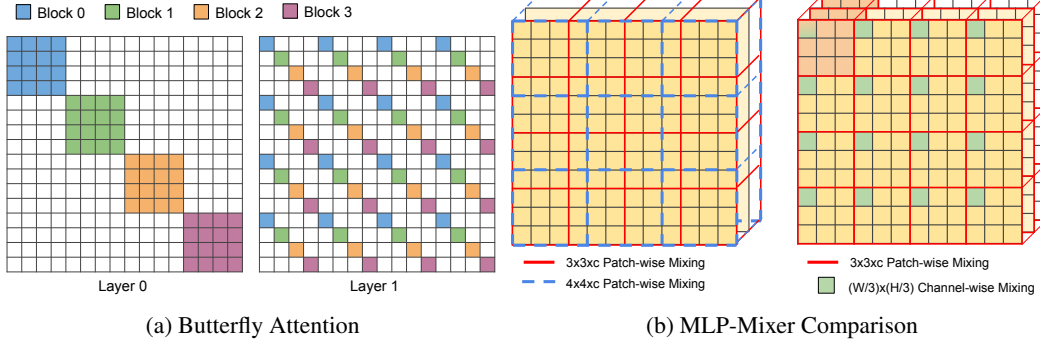 Block 0 Block 1 Block 2 Block 3
Layer 0 Layer 1
3x3xc Patch-wise Mixing
4x4xc Patch-wise Mixing
3x3xc Patch-wise Mixing
(W/3)x(H/3) Channel-wise Mixing
(a) Butterfly Attention
(b) MLP-Mixer Comparison